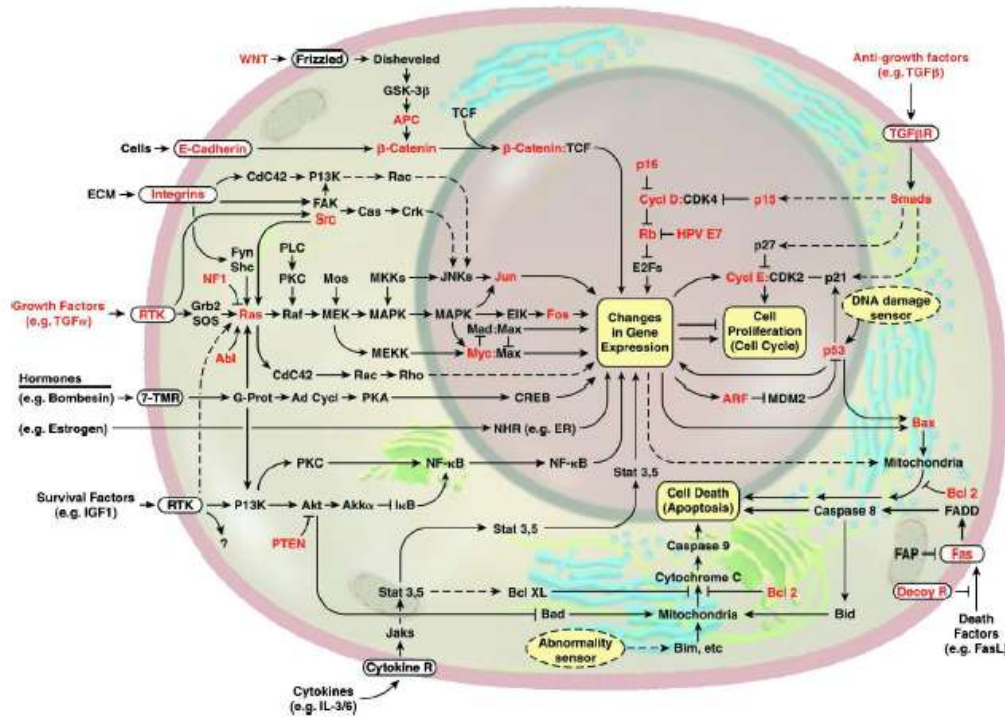 WNT
Frizzled
Disheveled
GSK-3β
APC
TCF
Anti-growth factors
(e.g. TGFβ)
TGFβR
Cells
E-Cadherin
β-Catenin
β-Catenin:TCF
p16
ECM
Integrins
CdC42
P13K
Rac
Cycl D:CDK4
p15
Smads
FAK
Src
Cas
Crk
Rb
HPV E7
Fyn
Shc
PLC
p27
E2Fs
NF1
PKC
Mos
MKKs
JNKs
Jun
Cycl E:CDK2
p21
Growth Factors
(e.g. TGFα)
RTK
Grb2
SOS
Ras
Raf
MEK
MAPK
MAPK
ElK
Fos
Changes
in Gene
Expression
Cell
Proliferation
(Cell Cycle)
DNA damage
sensor
Mad:Max
Abl
MEKK
Myc:Max
p53
CdC42
Rac
Rho
Hormones
(e.g. Bombesin)
7-TMR
G-Prot
Ad Cycl
PKA
CREB
ARF
MDM2
(e.g. Estrogen)
NHR (e.g. ER)
Bax
PKC
NF-κB
NF-κB
Stat 3,5
Mitochondria
Survival Factors
(e.g. IGF1)
RTK
P13K
Akt
Akkα
IκB
Cell Death
(Apoptosis)
Bcl 2
Caspase 8
FADD
?
PTEN
Stat 3,5
Caspase 9
FAP
Fas
Cytochrome C
Stat 3,5
Bcl XL
Bcl 2
Decoy R
Bad
Mitochondria
Bid
Death
Factors
(e.g. FasL)
Jaks
Abnormality
sensor
Bim, etc
Cytokine R
Cytokines
(e.g. IL-3/6)